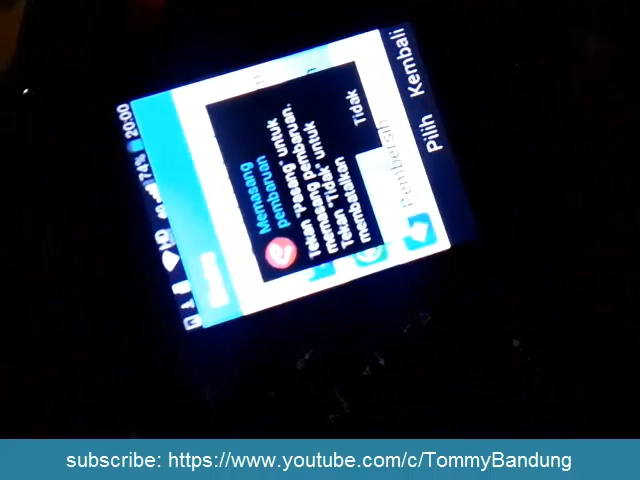 74% 20:00
Memasang
pembaruan
Tekan "Pasang" untuk
memasang pembaruan.
Tekan "Tidak" untuk
membatalkan
Tidak
Pembersih
Pilih Kembali
subscribe: https://www.youtube.com/c/TommyBandung